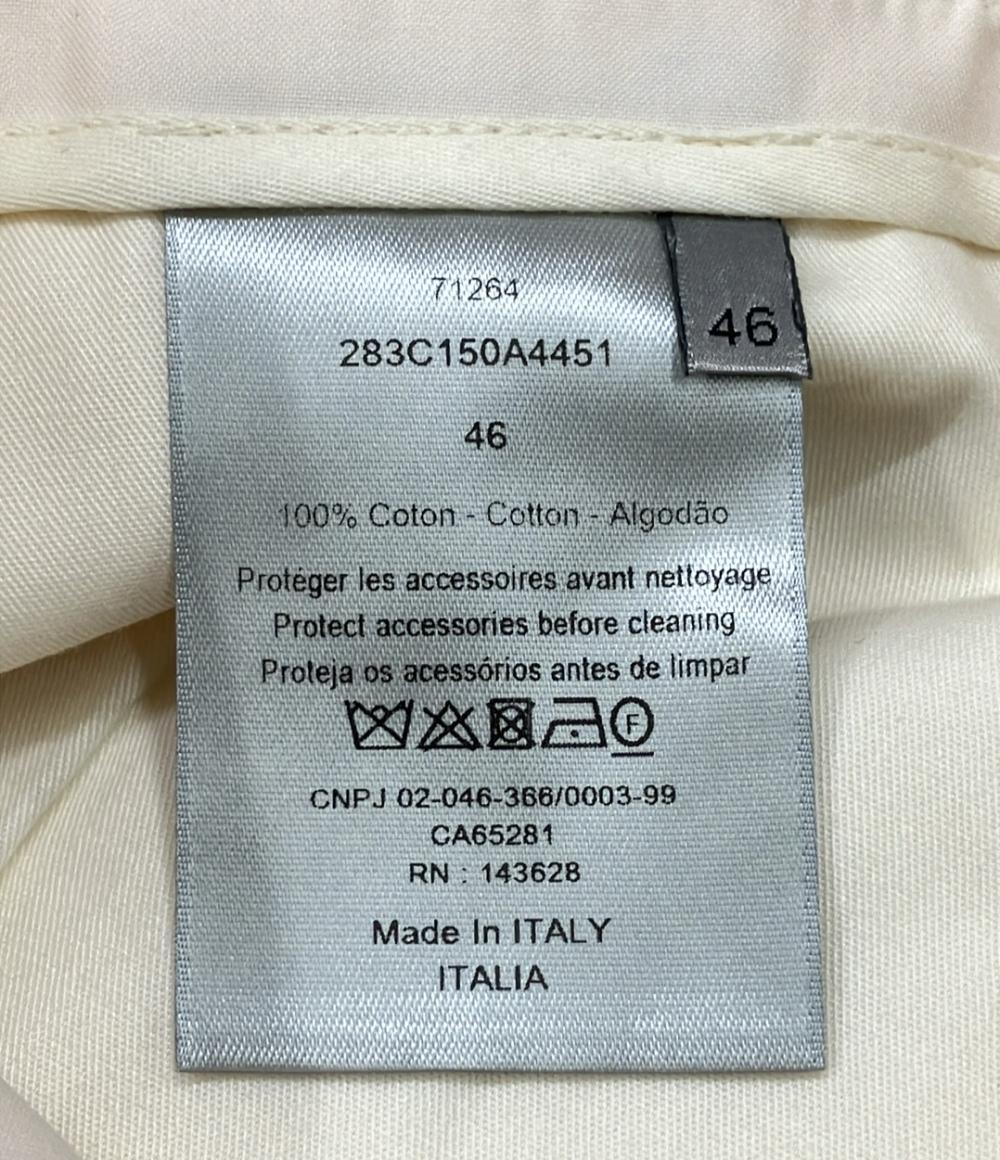 71264
46
283C150A4451
46
100% Coton - Cotton - Algodão
Protéger les accessoires avant nettoyage
Protect accessories before cleaning
Proteja os acessórios antes de limpar
F
CNPJ 02-046-366/0003-99
CA65281
RN : 143628
Made In ITALY
ITALIA